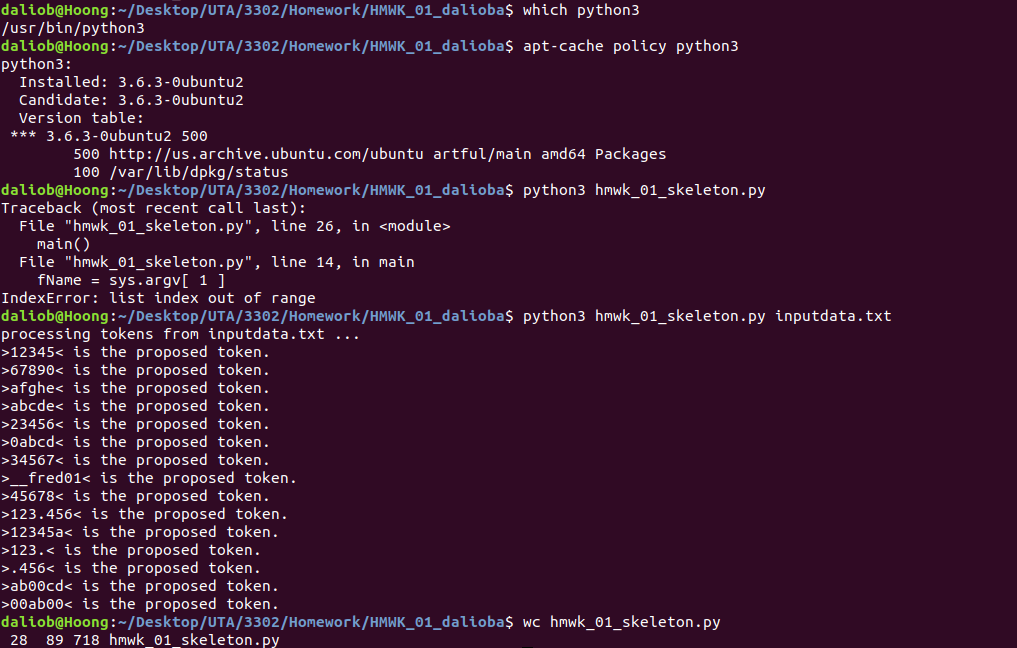 daliob@Hoong:~/Desktop/UTA/3302/Homework/HMWK_01_dalioba$ which python3
/usr/bin/python3
daliob@Hoong:~/Desktop/UTA/3302/Homework/HMWK_01_dalioba$ apt-cache policy python3
python3:
  Installed: 3.6.3-0ubuntu2
  Candidate: 3.6.3-0ubuntu2
  Version table:
 *** 3.6.3-0ubuntu2 500
        500 http://us.archive.ubuntu.com/ubuntu artful/main amd64 Packages
        100 /var/lib/dpkg/status
daliob@Hoong:~/Desktop/UTA/3302/Homework/HMWK_01_dalioba$ python3 hmwk_01_skeleton.py
Traceback (most recent call last):
  File "hmwk_01_skeleton.py", line 26, in <module>
    main()
  File "hmwk_01_skeleton.py", line 14, in main
    fName = sys.argv[ 1 ]
IndexError: list index out of range
daliob@Hoong:~/Desktop/UTA/3302/Homework/HMWK_01_dalioba$ python3 hmwk_01_skeleton.py inputdata.txt
processing tokens from inputdata.txt ...
>12345< is the proposed token.
>67890< is the proposed token.
>afghe< is the proposed token.
>abcde< is the proposed token.
>23456< is the proposed token.
>0abcd< is the proposed token.
>34567< is the proposed token.
>__fred01< is the proposed token.
>45678< is the proposed token.
>123.456< is the proposed token.
>12345a< is the proposed token.
>123.< is the proposed token.
>.456< is the proposed token.
>ab00cd< is the proposed token.
>00ab00< is the proposed token.
daliob@Hoong:~/Desktop/UTA/3302/Homework/HMWK_01_dalioba$ wc hmwk_01_skeleton.py
 28  89 718 hmwk_01_skeleton.py